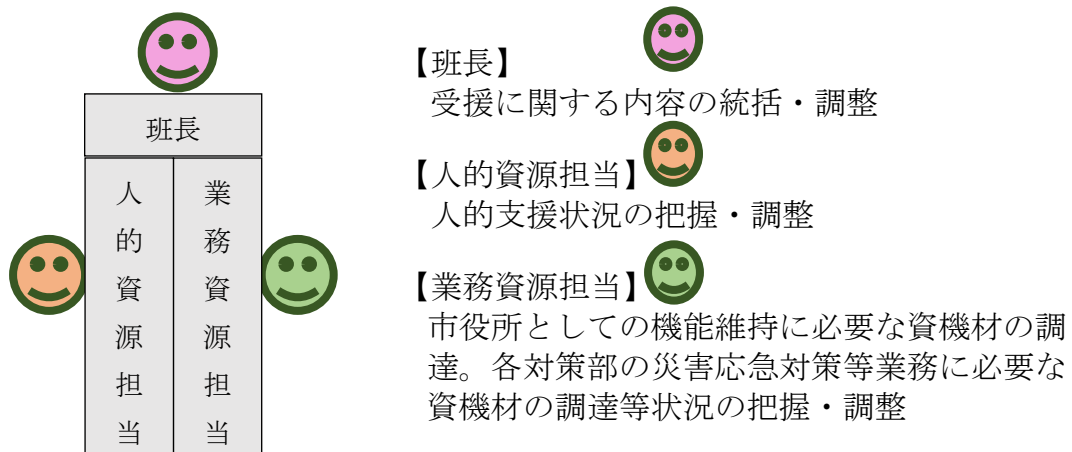 班長
人的資源担当
業務資源担当
【班長】
受援に関する内容の統括・調整
【人的資源担当】
人的支援状況の把握・調整
【業務資源担当】
市役所としての機能維持に必要な資機材の調
達。各対策部の災害応急対策等業務に必要な
資機材の調達等状況の把握・調整